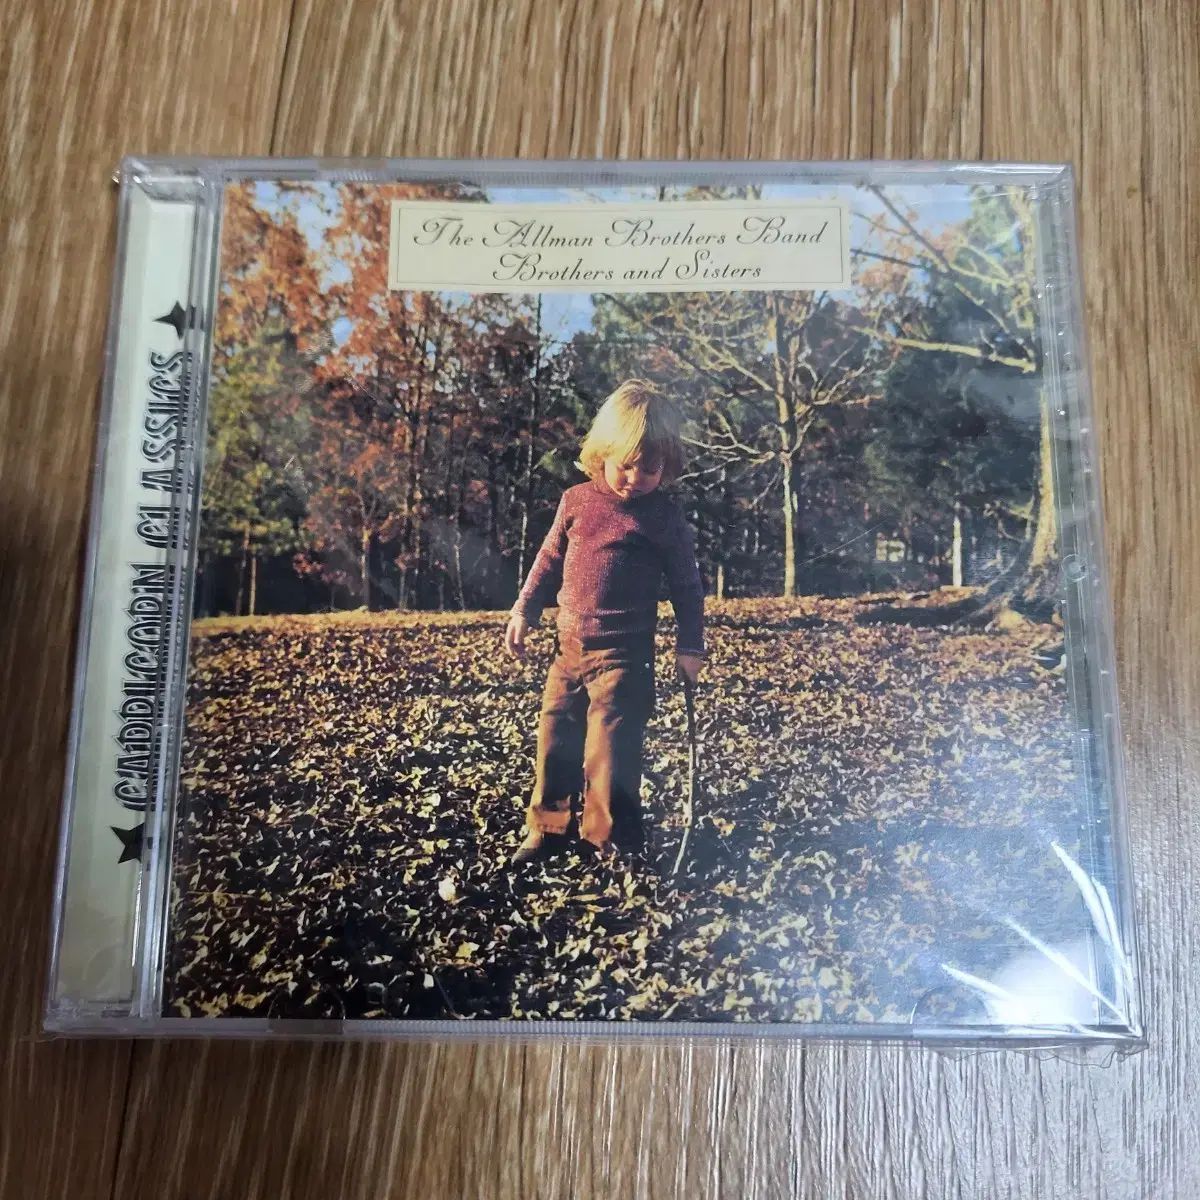 The Allman Brothers Band
Brothers and Sisters
★ CAPRICORN CLASSICS ★